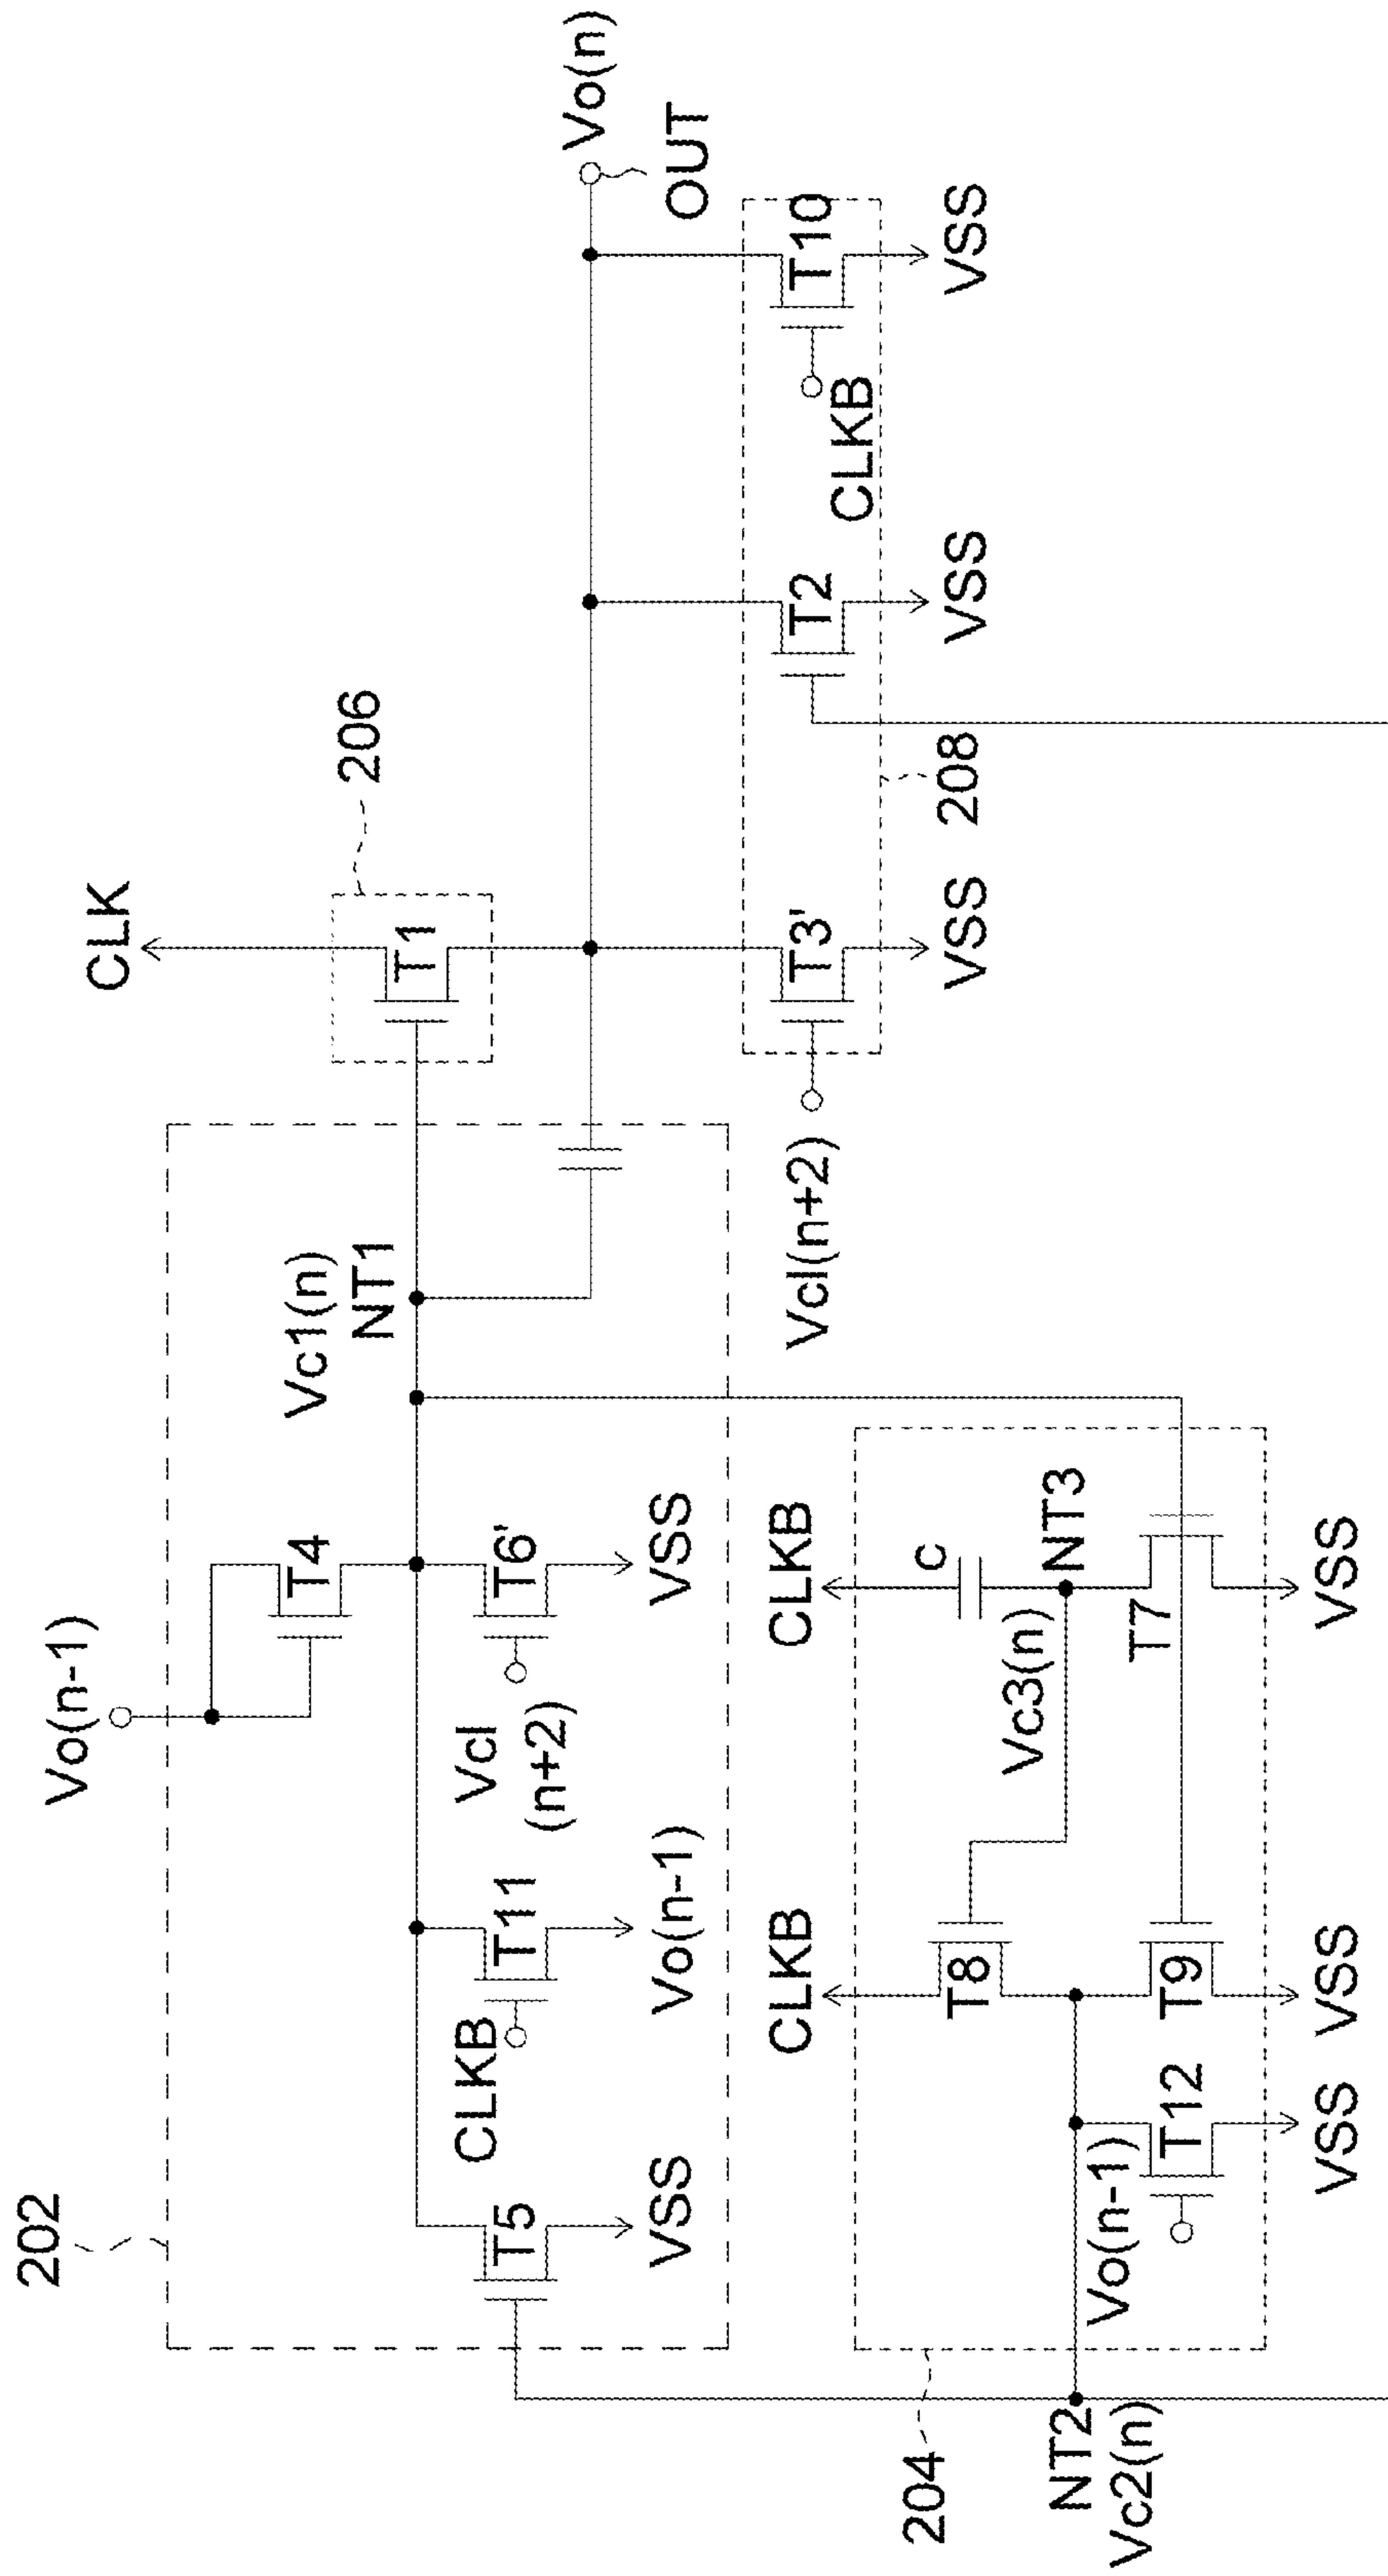 202
Vo(n-1)
CLK
206
T4
Vc1(n)
NT1
T1
T5
CLKB
T11
Vcl
(n+2)
T6'
VSS
Vo(n-1)
VSS
Vo(n)
OUT
Vcl(n+2)
T3'
T2
CLKB
T10
VSS
208
VSS
VSS
204
CLKB
CLKB
c
Vc3(n)
NT3
T8
T7
NT2
Vc2(n)
Vo(n-1)
T12
T9
VSS
VSS
VSS